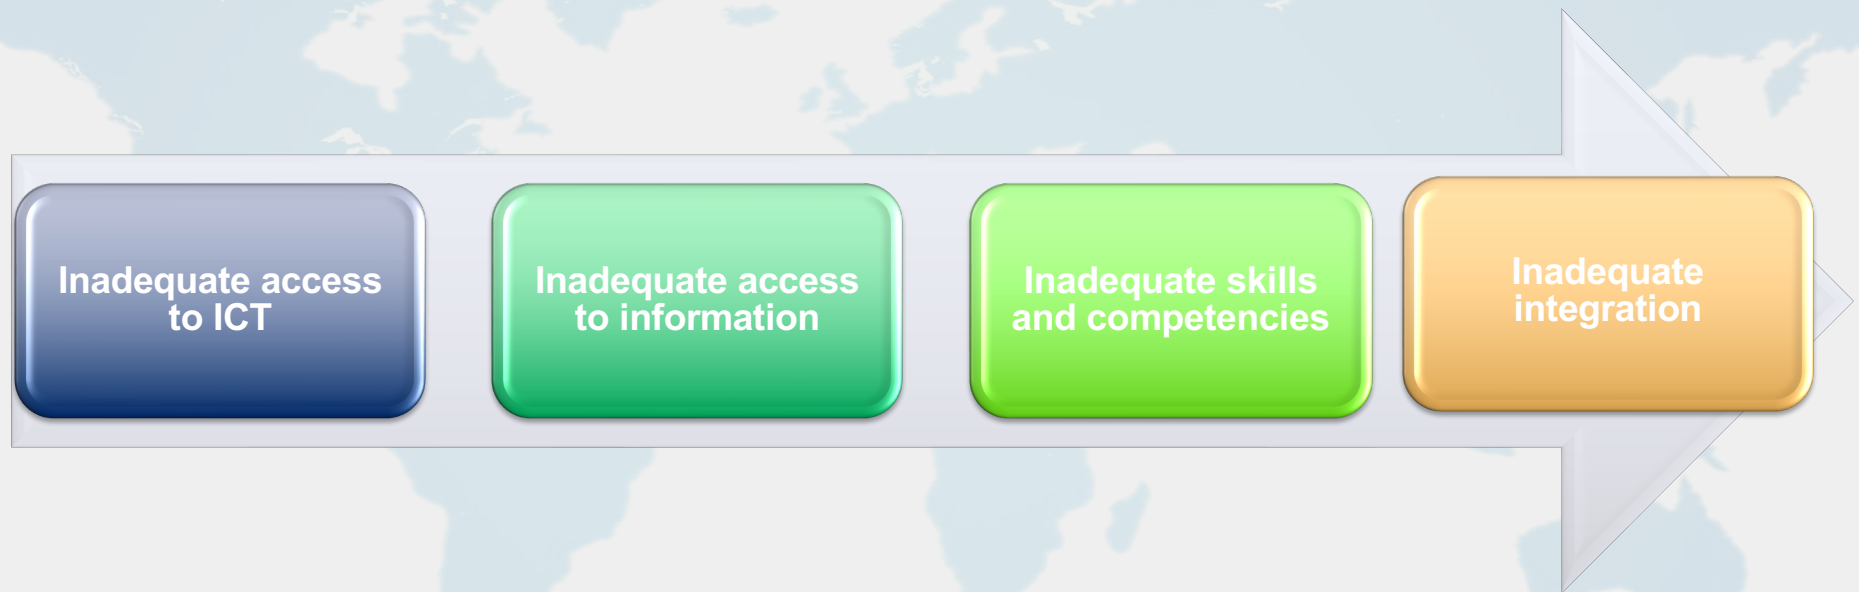 Inadequate access
to ICT
Inadequate access
to information
Inadequate skills
and competencies
Inadequate
integration